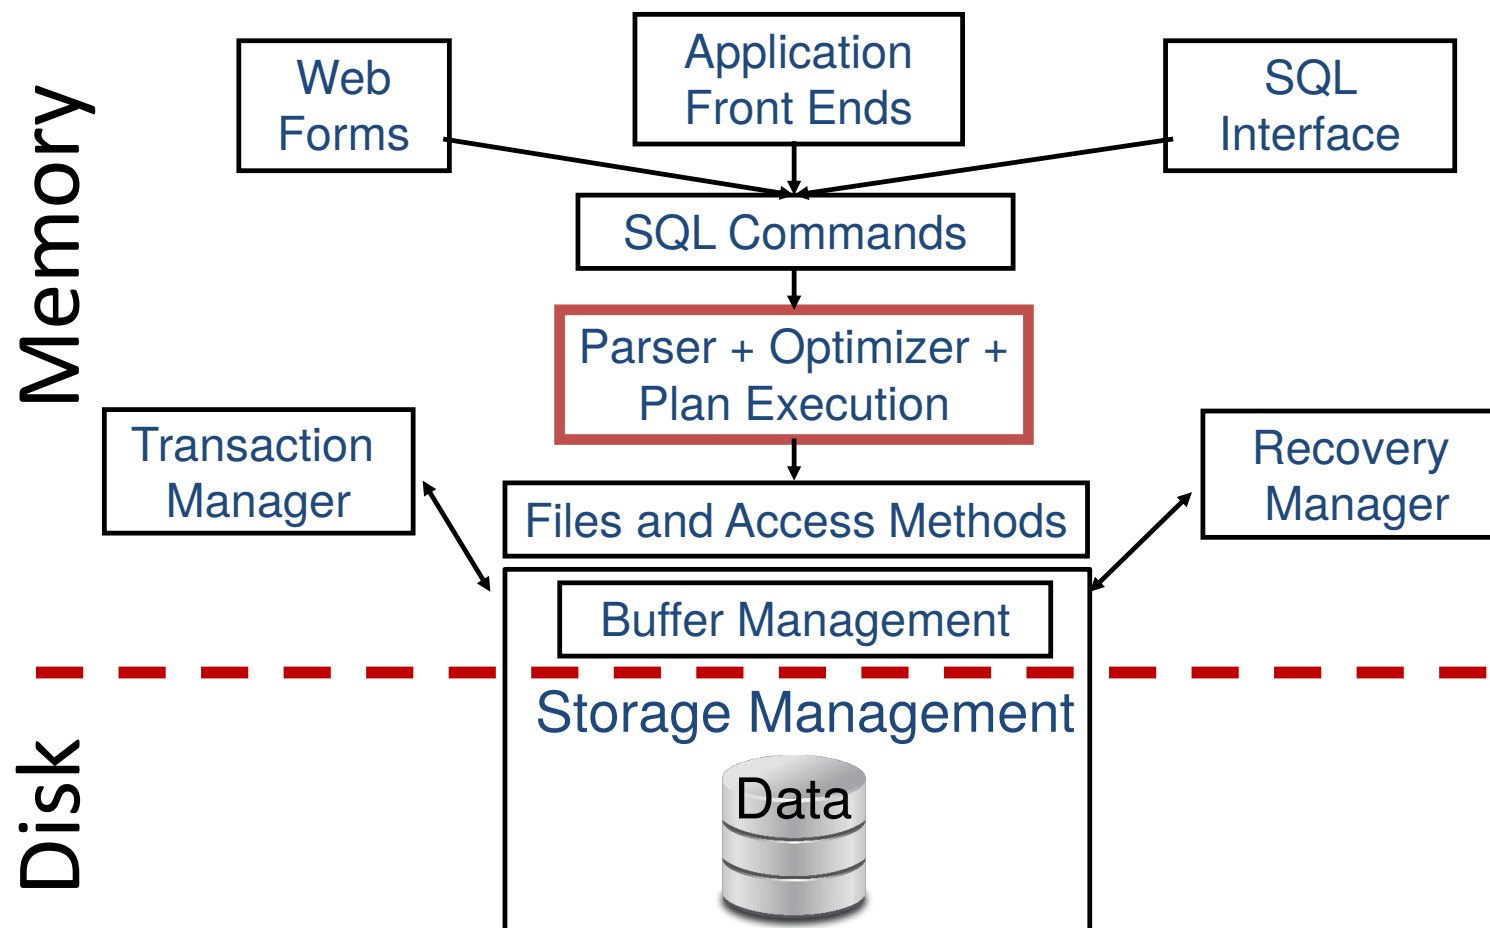 Memory
Web
Forms
Application
Front Ends
SQL
Interface
SQL Commands
Parser + Optimizer +
Plan Execution
Transaction
Manager
Recovery
Manager
Files and Access Methods
Buffer Management
Disk
Storage Management
Data